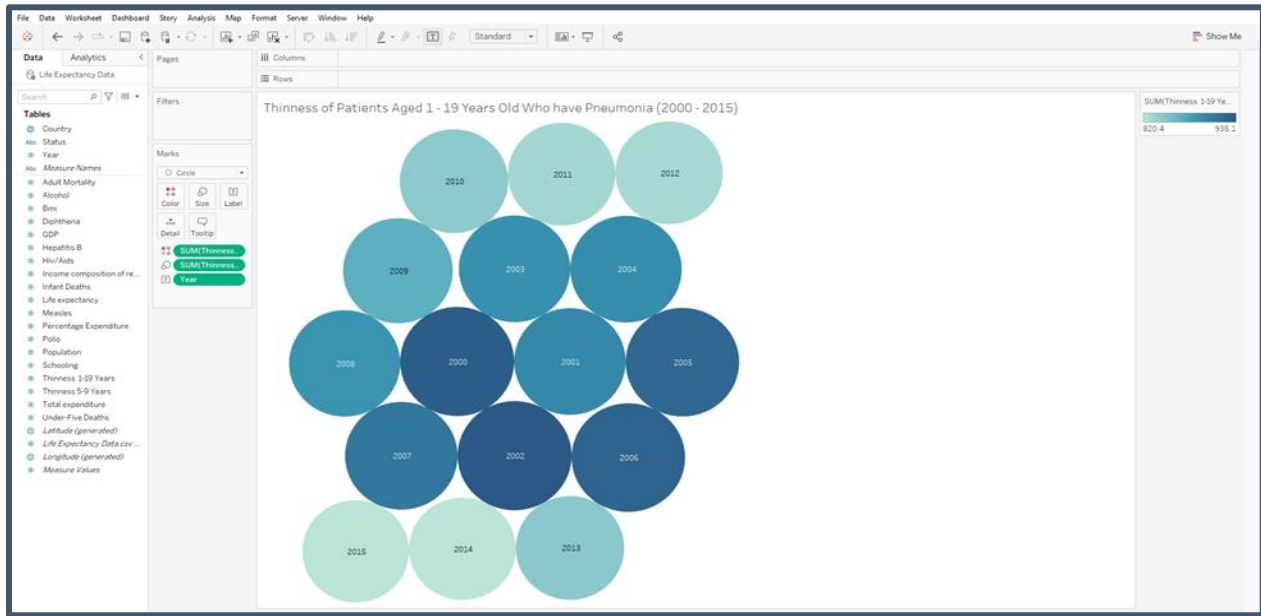 File Data Worksheet Dashboard Story Analysis Map Format Server Window Help
Standard
Show Me
Data Analytics
Life Expectancy Data
Search
Tables
Country
Abc Status
Year
Abc Measure Names
Adult Mortality
Alcohol
Bmi
Diphtheria
GDP
Hepatitis B
Hiv/Aids
Income composition of re...
Infant Deaths
Life expectancy
Measles
Percentage Expenditure
Polio
Population
Schooling
Thinness 1-19 Years
Thinness 5-9 Years
Total expenditure
Under-Five Deaths
Latitude (generated)
Life Expectancy Data.csv ...
Longitude (generated)
Measure Values
Pages
Filters
Marks
Circle
Color Size Label
Detail Tooltip
SUM(Thinness..
SUM(Thinness..
Year
Columns
Rows
Thinness of Patients Aged 1 - 19 Years Old Who have Pneumonia (2000 - 2015)
2010 2011 2012
2009 2003 2004
2008 2000 2001 2005
2007 2002 2006
2015 2014 2013
SUM(Thinness 1-19 Ye...
820.4 936.1